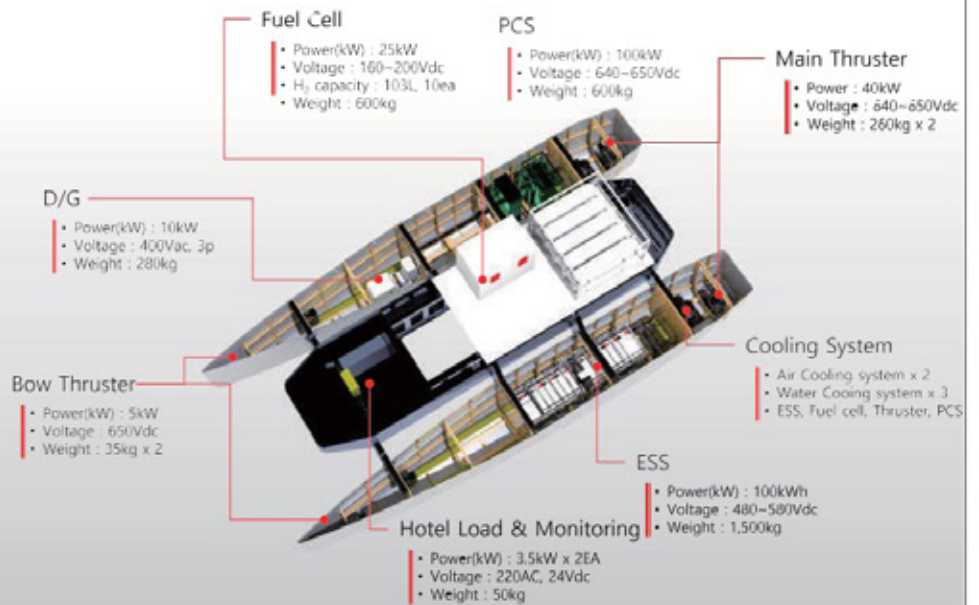 Fuel Cell
• Power(kW) : 25kW
• Voltage : 160~200Vdc
• H₂ capacity : 103L, 10ea
• Weight : 600kg
PCS
• Power(kW) : 100kW
• Voltage : 640~650Vdc
• Weight : 600kg
Main Thruster
• Power : 40kW
• Voltage : 640~650Vdc
• Weight : 260kg x 2
D/G
• Power(kW) : 10kW
• Voltage : 400Vac, 3p
• Weight : 280kg
Bow Thruster
• Power(kW) : 5kW
• Voltage : 650Vdc
• Weight : 35kg x 2
Cooling System
• Air Cooling system x 2
• Water Cooing system x 3
• ESS, Fuel cell, Thruster, PCS
ESS
• Power(kW) : 100kWh
• Voltage : 480~580Vdc
• Weight : 1,500kg
Hotel Load & Monitoring
• Power(kW) : 3.5kW x 2EA
• Voltage : 220AC, 24Vdc
• Weight : 50kg